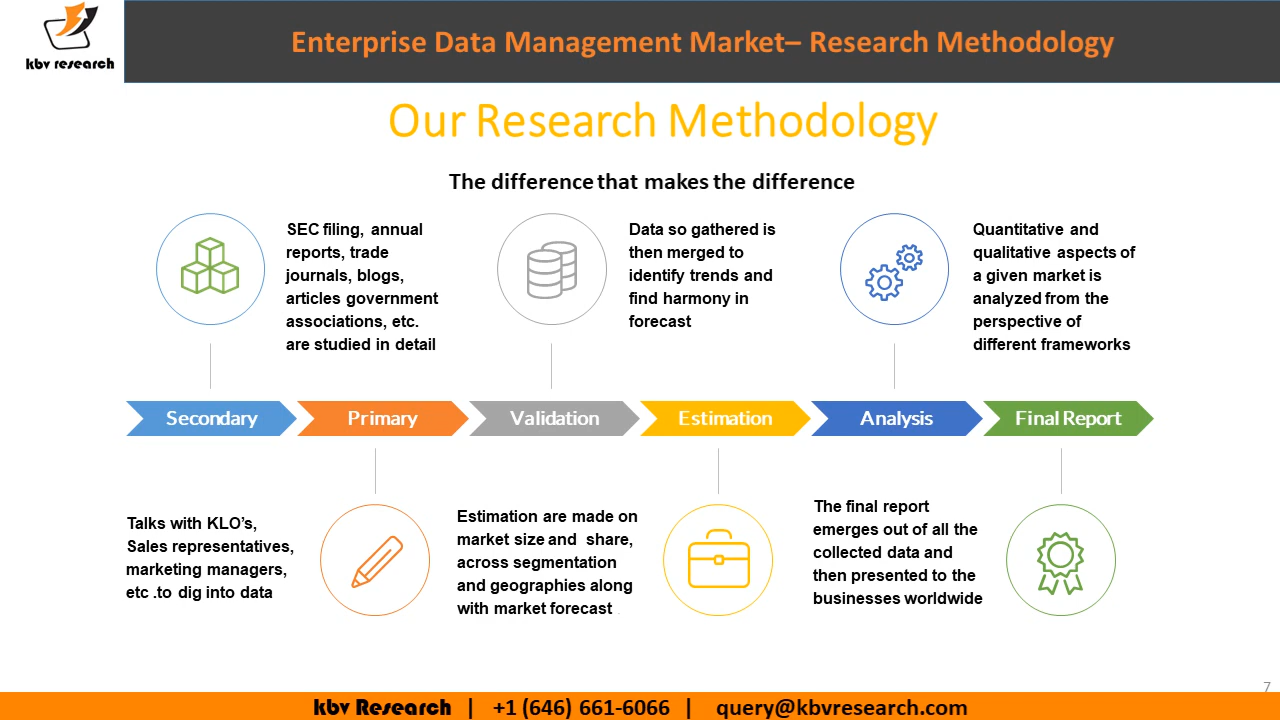 kbv research
Enterprise Data Management Market– Research Methodology
Our Research Methodology
The difference that makes the difference
SEC filing, annual
reports, trade
journals, blogs,
articles government
associations, etc.
are studied in detail
Data so gathered is
then merged to
identify trends and
find harmony in
forecast
Quantitative and
qualitative aspects of
a given market is
analyzed from the
perspective of
different frameworks
Secondary
Primary
Validation
Estimation
Analysis
Final Report
Talks with KLO’s,
Sales representatives,
marketing managers,
etc .to dig into data
Estimation are made on
market size and share,
across segmentation
and geographies along
with market forecast
The final report
emerges out of all the
collected data and
then presented to the
businesses worldwide
7
kbv Research | +1 (646) 661-6066 | query@kbvresearch.com